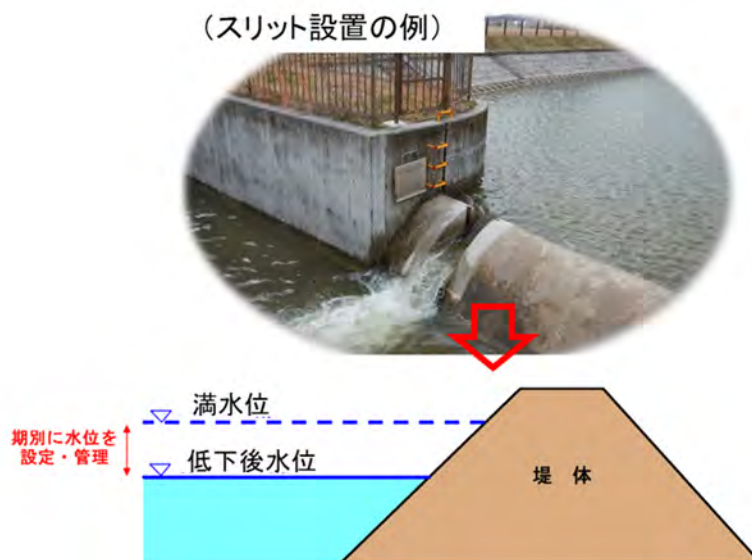 （スリット設置の例）
満水位
期別に水位を
設定・管理
低下後水位
堤　体